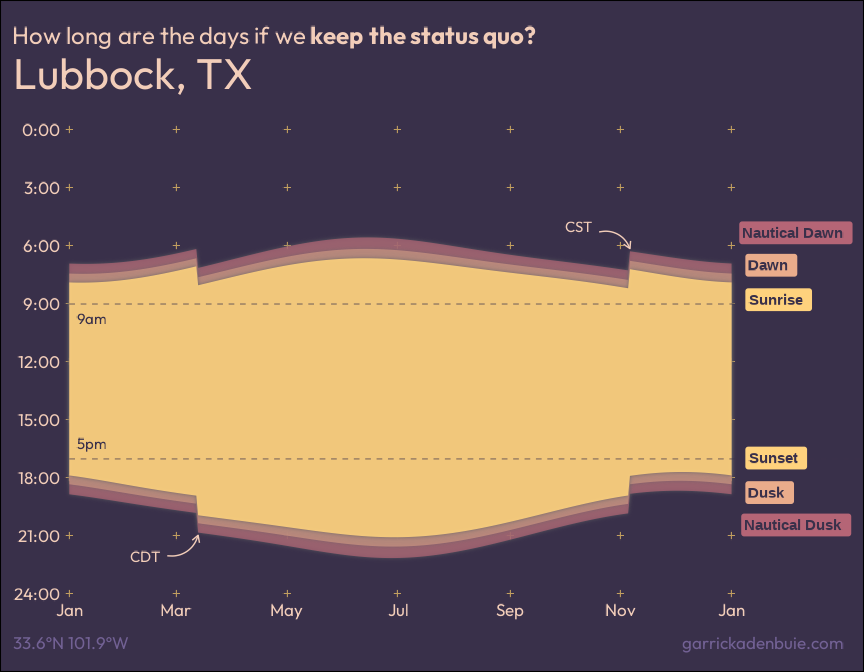 How long are the days if we keep the status quo?
Lubbock, TX
0:00
3:00
CST
Nautical Dawn
6:00
Dawn
Sunrise
9:00
9am
12:00
15:00
5pm
Sunset
18:00
Dusk
Nautical Dusk
21:00
CDT
24:00
Jan Mar May Jul Sep Nov Jan
33.6°N 101.9°W
garrickadenbuie.com